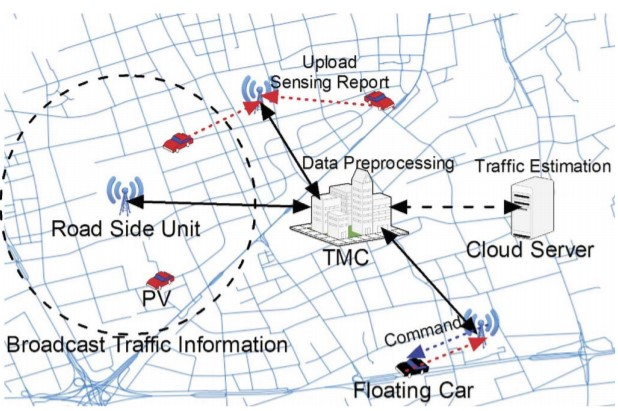 Upload
Sensing Report
Data Preprocessing
Traffic Estimation
Road Side Unit
TMC
Cloud Server
PV
Broadcast Traffic Information
Command
Floating Car